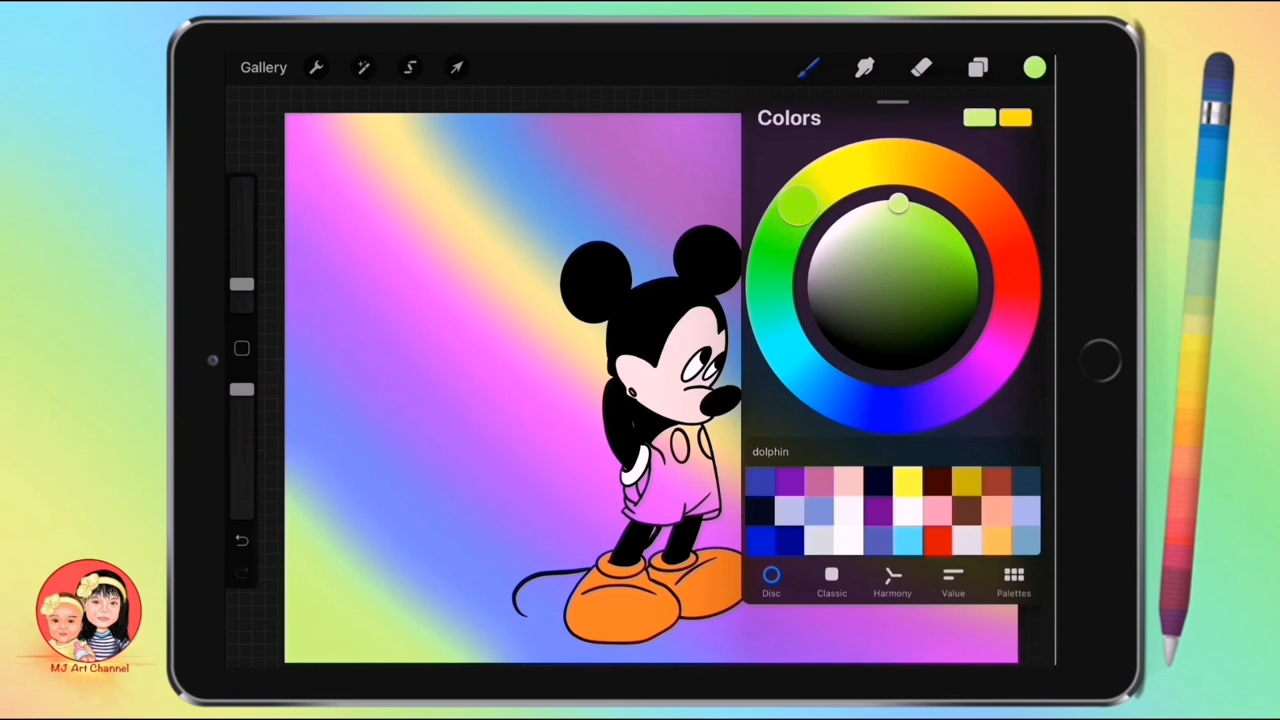 Gallery
Colors
dolphin
Disc
Classic
Harmony
Value
Palettes
MJ Art Channel